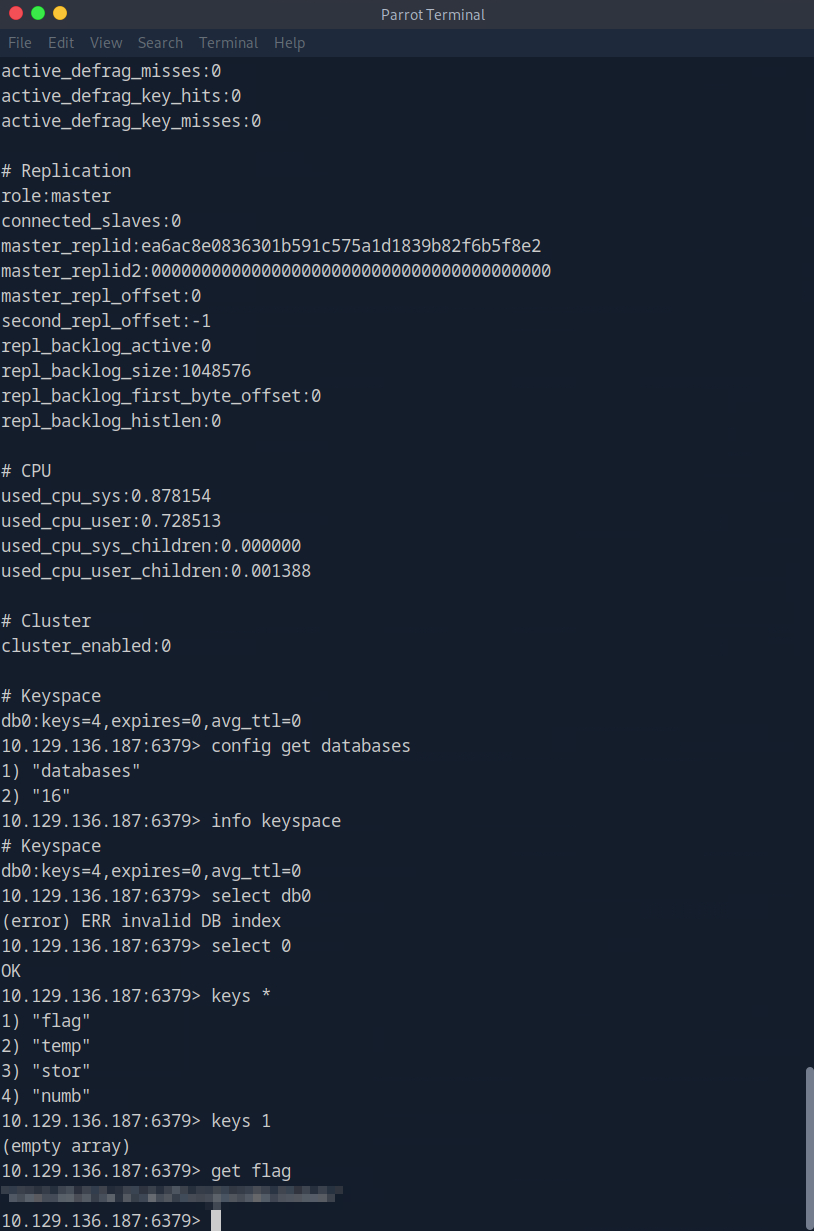 Parrot Terminal
File Edit View Search Terminal Help
active_defrag_misses:0
active_defrag_key_hits:0
active_defrag_key_misses:0
# Replication
role:master
connected_slaves:0
master_replid:ea6ac8e0836301b591c575a1d1839b82f6b5f8e2
master_replid2:0000000000000000000000000000000000000000
master_repl_offset:0
second_repl_offset:-1
repl_backlog_active:0
repl_backlog_size:1048576
repl_backlog_first_byte_offset:0
repl_backlog_histlen:0
# CPU
used_cpu_sys:0.878154
used_cpu_user:0.728513
used_cpu_sys_children:0.000000
used_cpu_user_children:0.001388
# Cluster
cluster_enabled:0
# Keyspace
db0:keys=4,expires=0,avg_ttl=0
10.129.136.187:6379> config get databases
1) "databases"
2) "16"
10.129.136.187:6379> info keyspace
# Keyspace
db0:keys=4,expires=0,avg_ttl=0
10.129.136.187:6379> select db0
(error) ERR invalid DB index
10.129.136.187:6379> select 0
OK
10.129.136.187:6379> keys *
1) "flag"
2) "temp"
3) "stor"
4) "numb"
10.129.136.187:6379> keys 1
(empty array)
10.129.136.187:6379> get flag
10.129.136.187:6379>